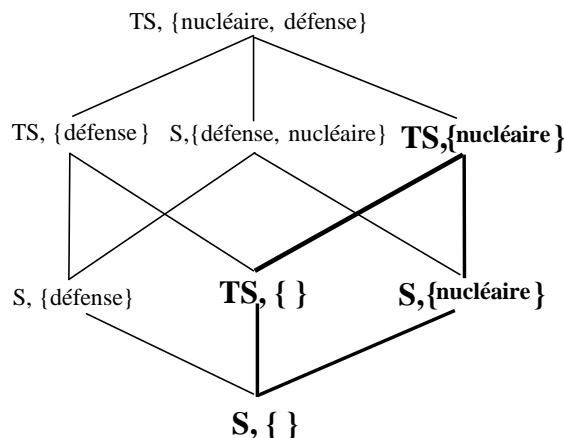 TS, {nucléaire, défense}
TS, {défense} S,{défense, nucléaire} TS,{nucléaire}
S, {défense} TS, { } S,{nucléaire}
S, { }